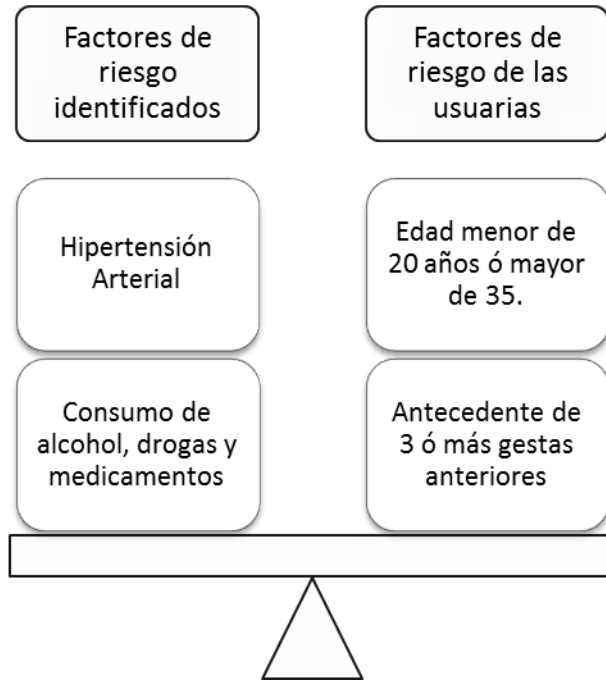 Factores de
riesgo
identificados
Factores de
riesgo de las
usuarias
Hipertensión
Arterial
Edad menor de
20 años ó mayor
de 35.
Consumo de
alcohol, drogas y
medicamentos
Antecedente de
3 ó más gestas
anteriores